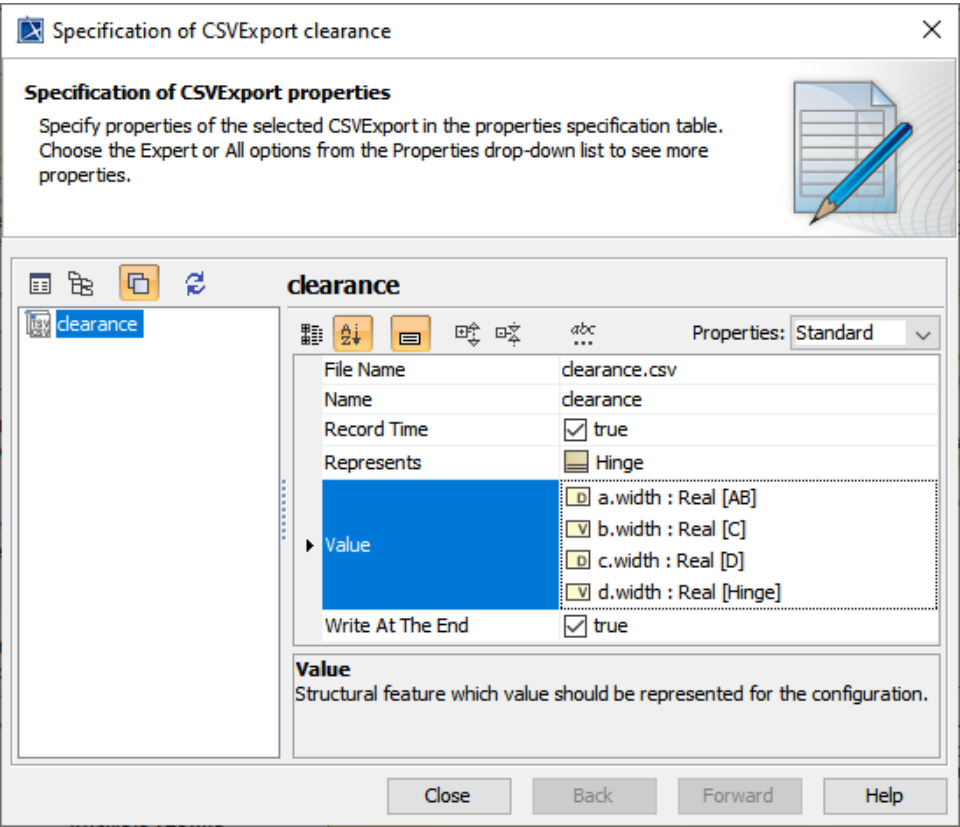 Specification of CSVExport clearance
Specification of CSVExport properties
Specify properties of the selected CSVExport in the properties specification table.
Choose the Expert or All options from the Properties drop-down list to see more
properties.
clearance
clearance
Properties: Standard
File Name clearance.csv
Name clearance
Record Time true
Represents Hinge
Value
D a.width : Real [AB]
V b.width : Real [C]
D c.width : Real [D]
V d.width : Real [Hinge]
Write At The End true
Value
Structural feature which value should be represented for the configuration.
Close Back Forward Help